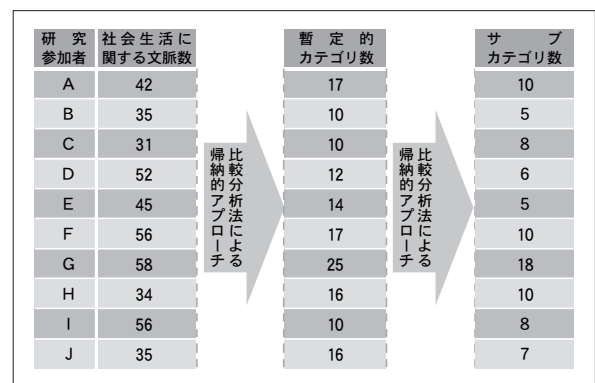 研究参加者 社会生活に関する文脈数 暫定的カテゴリ数 サブカテゴリ数
A 42 17 10
B 35 10 5
C 31 10 8
D 52 12 6
E 45 14 5
F 56 17 10
G 58 25 18
H 34 16 10
I 56 10 8
J 35 16 7
比較分析法による
帰納的アプローチ
比較分析法による
帰納的アプローチ